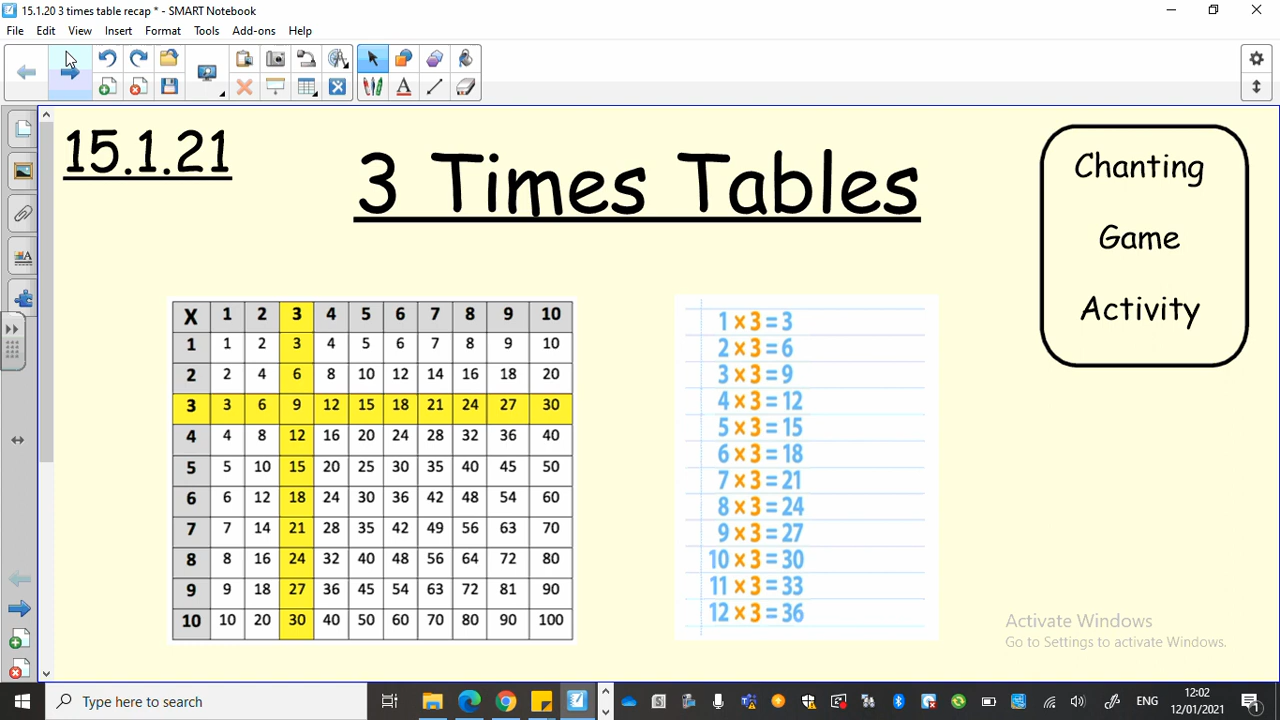 15.1.20 3 times table recap * - SMART Notebook
File Edit View Insert Format Tools Add-ons Help
15.1.21
3 Times Tables
Chanting
Game
Activity
X 1 2 3 4 5 6 7 8 9 10
1 1 2 3 4 5 6 7 8 9 10
2 2 4 6 8 10 12 14 16 18 20
3 3 6 9 12 15 18 21 24 27 30
4 4 8 12 16 20 24 28 32 36 40
5 5 10 15 20 25 30 35 40 45 50
6 6 12 18 24 30 36 42 48 54 60
7 7 14 21 28 35 42 49 56 63 70
8 8 16 24 32 40 48 56 64 72 80
9 9 18 27 36 45 54 63 72 81 90
10 10 20 30 40 50 60 70 80 90 100
1 × 3 = 3
2 × 3 = 6
3 × 3 = 9
4 × 3 = 12
5 × 3 = 15
6 × 3 = 18
7 × 3 = 21
8 × 3 = 24
9 × 3 = 27
10 × 3 = 30
11 × 3 = 33
12 × 3 = 36
Activate Windows
Go to Settings to activate Windows.
Type here to search
ENG
12:02
12/01/2021
1